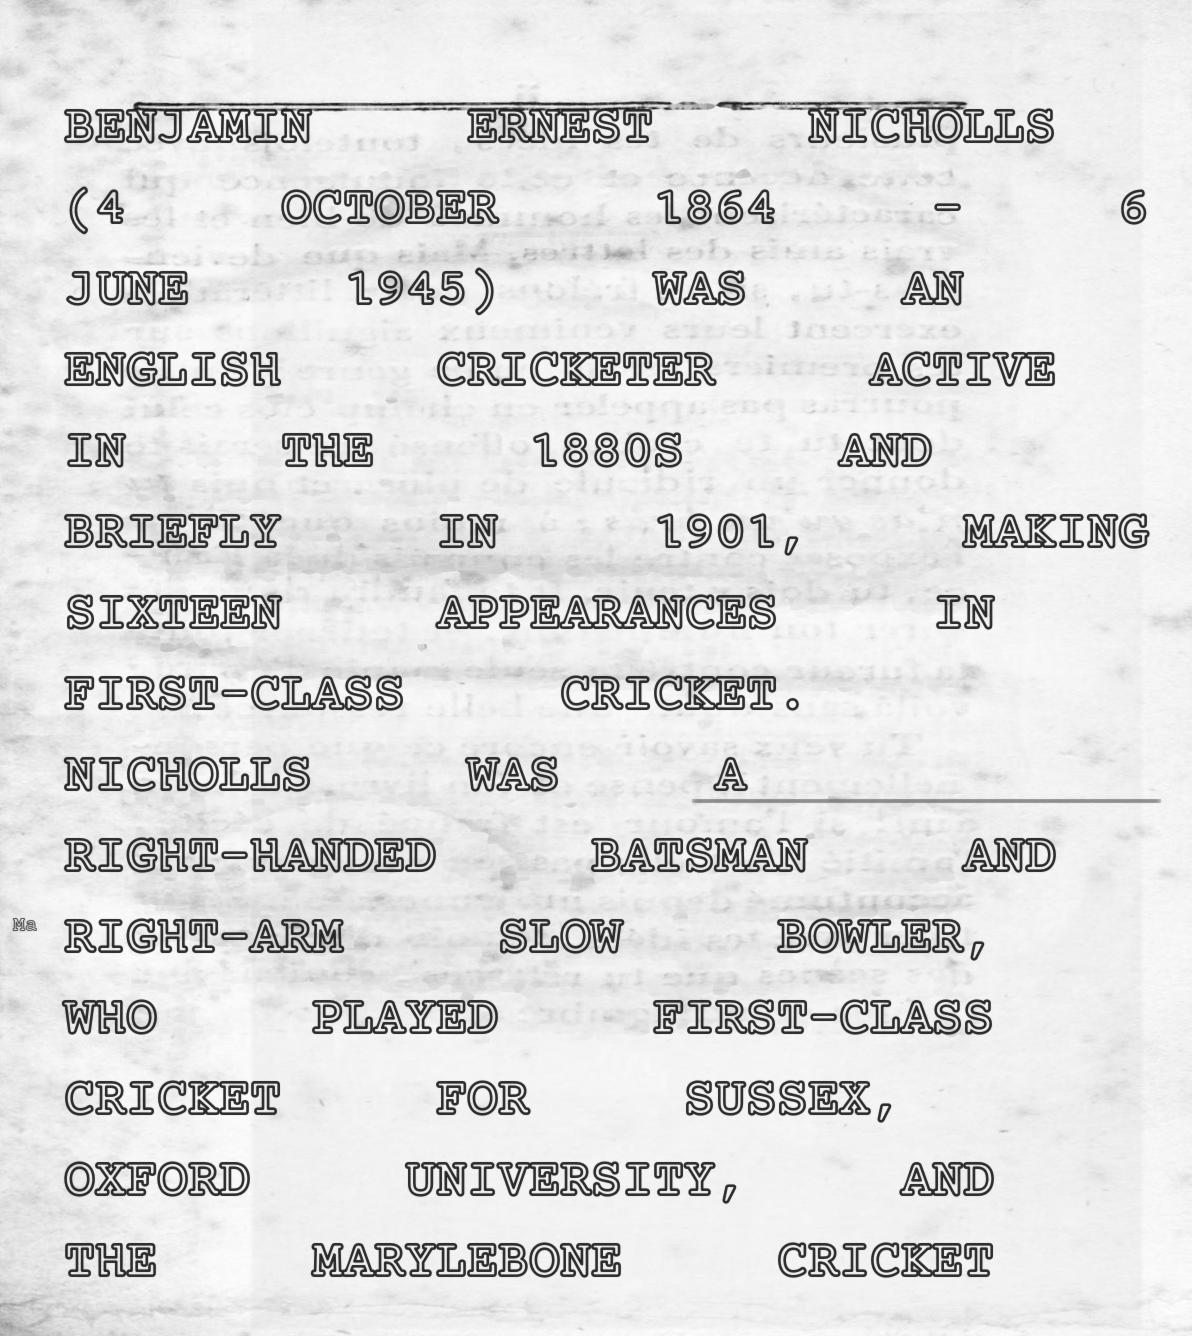 BENJAMIN ERNEST NICHOLLS
(4 OCTOBER 1864 – 6
JUNE 1945) WAS AN
ENGLISH CRICKETER ACTIVE
IN THE 1880S AND
BRIEFLY IN 1901, MAKING
SIXTEEN APPEARANCES IN
FIRST-CLASS CRICKET.
NICHOLLS WAS A
RIGHT-HANDED BATSMAN AND
Ma
RIGHT-ARM SLOW BOWLER,
WHO PLAYED FIRST-CLASS
CRICKET FOR SUSSEX,
OXFORD UNIVERSITY, AND
THE MARYLEBONE CRICKET